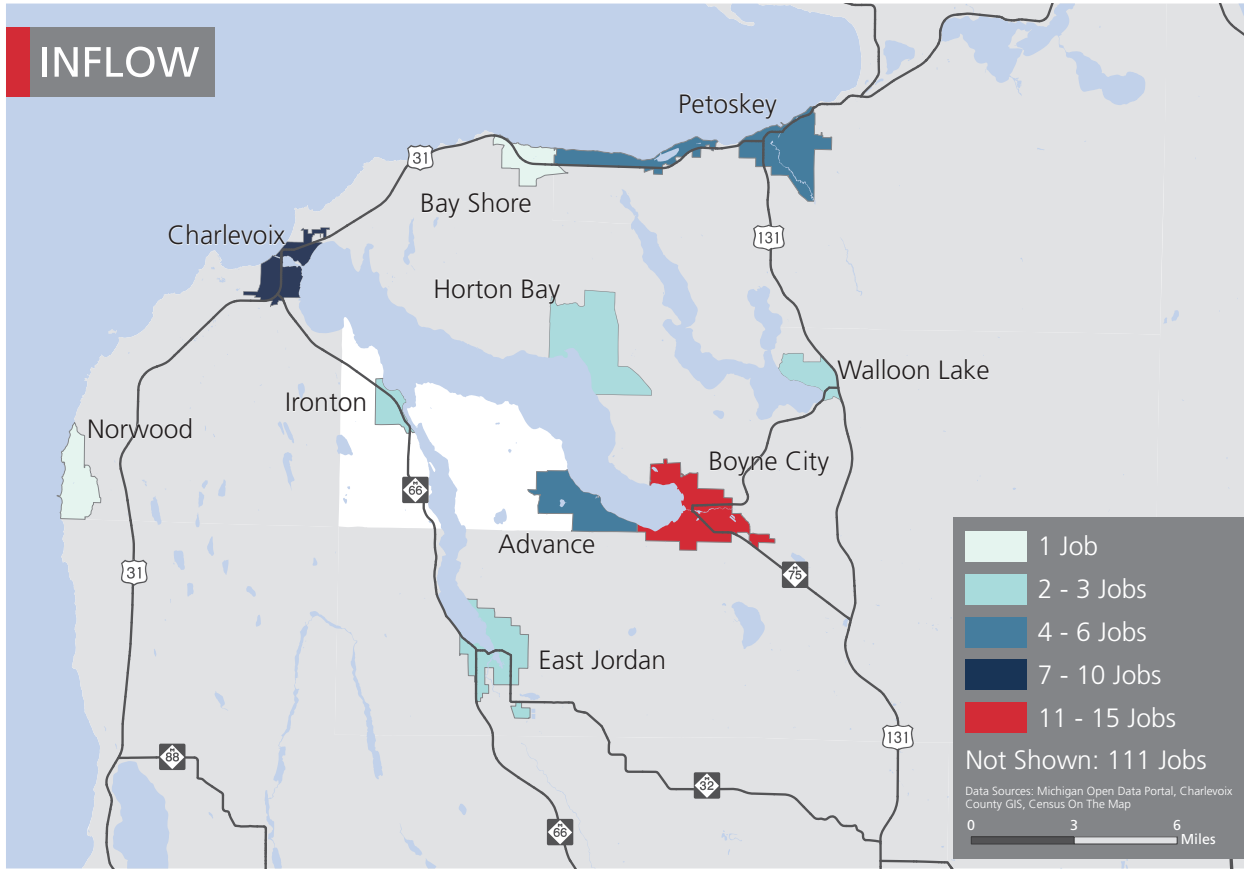 INFLOW
Petoskey
31
Bay Shore
Charlevoix
131
Horton Bay
Walloon Lake
Ironton
Norwood
Boyne City
M
66
Advance
31
M
75
East Jordan
131
M
88
M
32
M
66
1 Job
2 - 3 Jobs
4 - 6 Jobs
7 - 10 Jobs
11 - 15 Jobs
Not Shown: 111 Jobs
Data Sources: Michigan Open Data Portal, Charlevoix
County GIS, Census On The Map
0 3 6
Miles